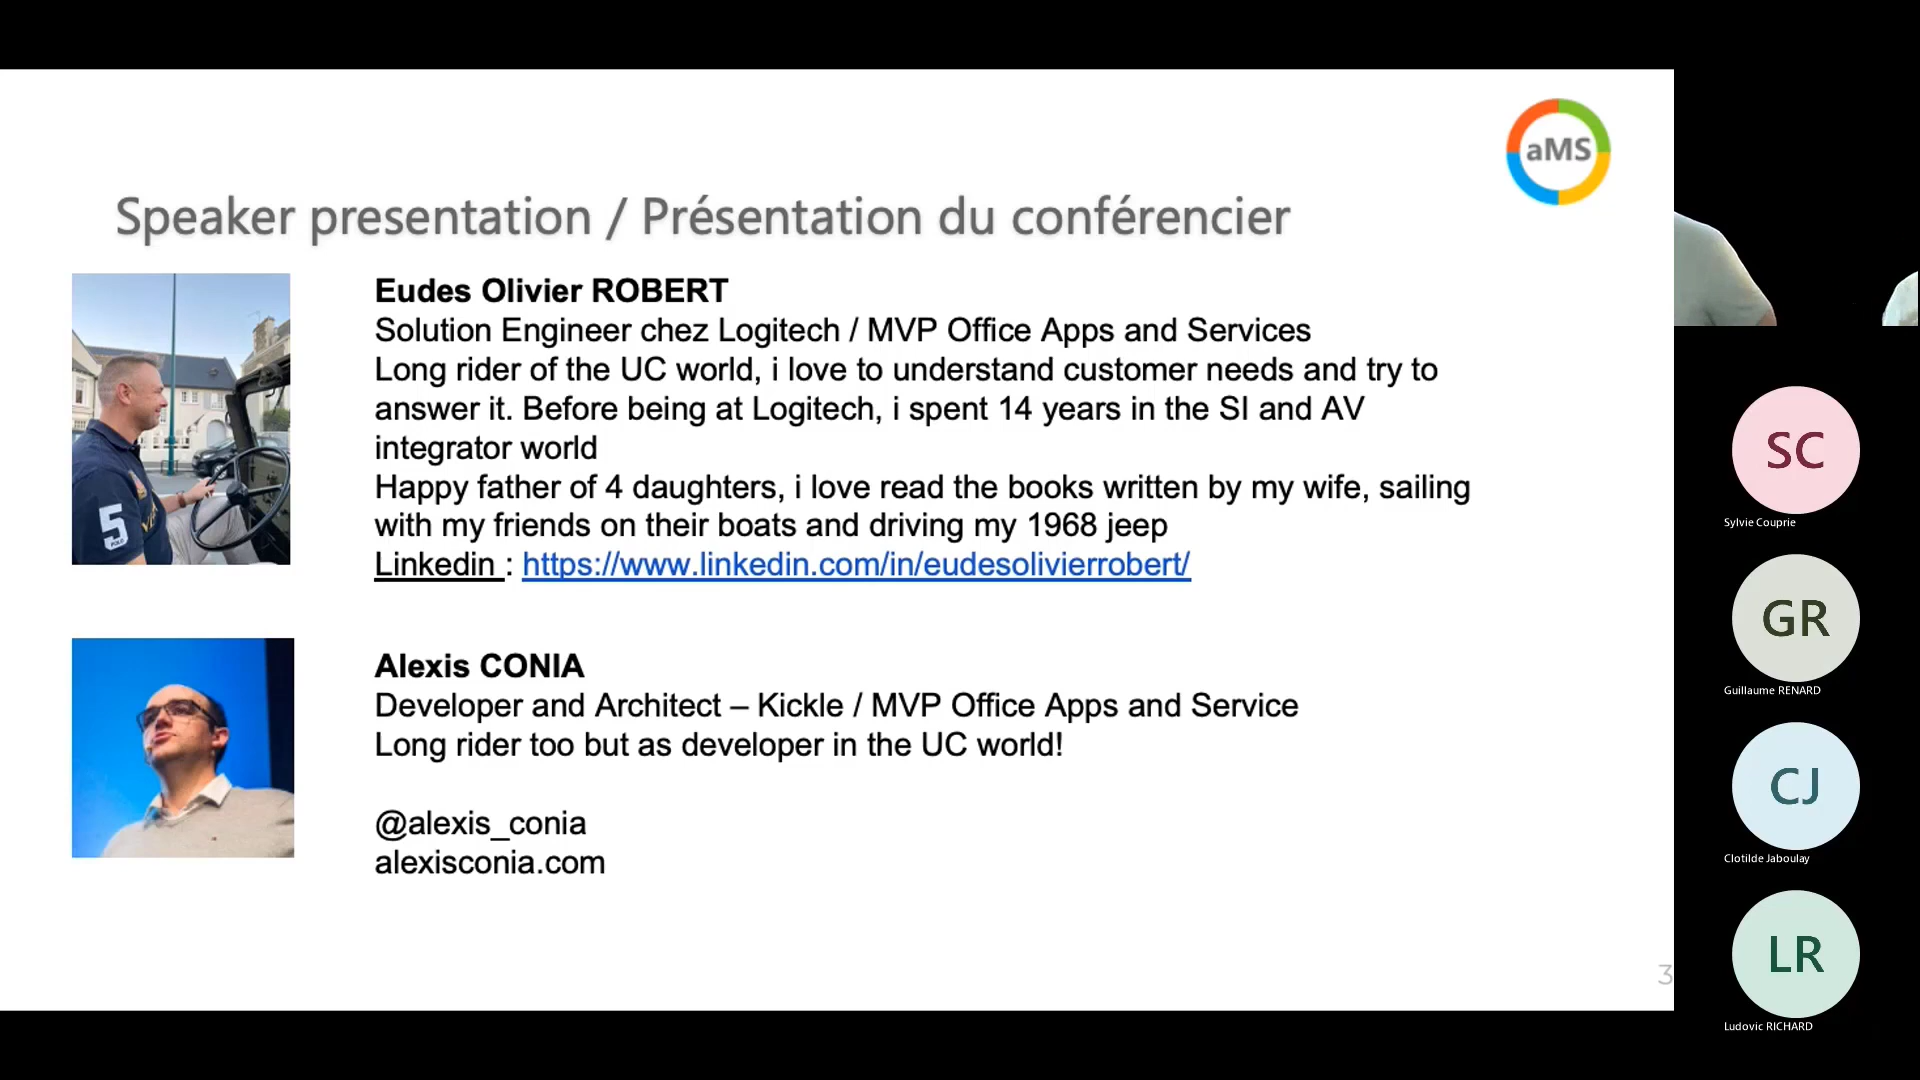 aMS
Speaker presentation / Présentation du conférencier
Eudes Olivier ROBERT
Solution Engineer chez Logitech / MVP Office Apps and Services
Long rider of the UC world, i love to understand customer needs and try to
answer it. Before being at Logitech, i spent 14 years in the SI and AV
integrator world
Happy father of 4 daughters, i love read the books written by my wife, sailing
with my friends on their boats and driving my 1968 jeep
Linkedin : https://www.linkedin.com/in/eudesolivierrobert/
5
POLO
Alexis CONIA
Developer and Architect – Kickle / MVP Office Apps and Service
Long rider too but as developer in the UC world!
@alexis_conia
alexisconia.com
3
SC
Sylvie Couprie
GR
Guillaume RENARD
CJ
Clotilde Jaboulay
LR
Ludovic RICHARD